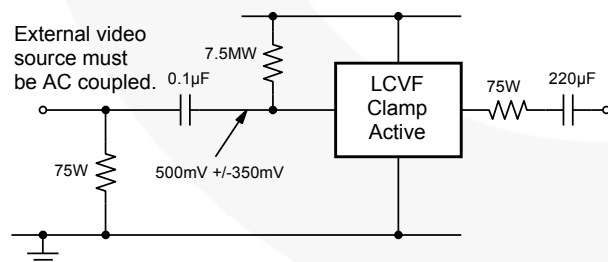 External video
source must
be AC coupled.
0.1µF
7.5MW
LCVF
Clamp
Active
75W
220µF
75W
500mV +/-350mV